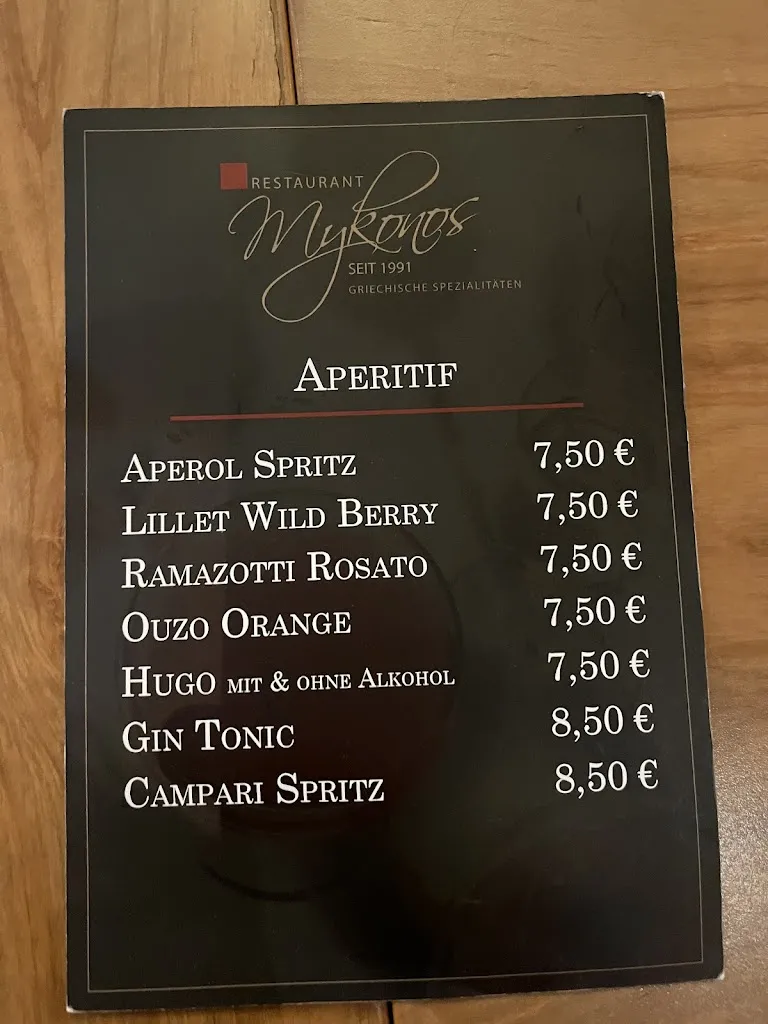 RESTAURANT
Mykonos
SEIT 1991
GRIECHISCHE SPEZIALITÄTEN
APERITIF
APEROL SPRITZ 7,50 €
LILLET WILD BERRY 7,50 €
RAMAZOTTI ROSATO 7,50 €
OUZO ORANGE 7,50 €
HUGO MIT & OHNE ALKOHOL 7,50 €
GIN TONIC 8,50 €
CAMPARI SPRITZ 8,50 €